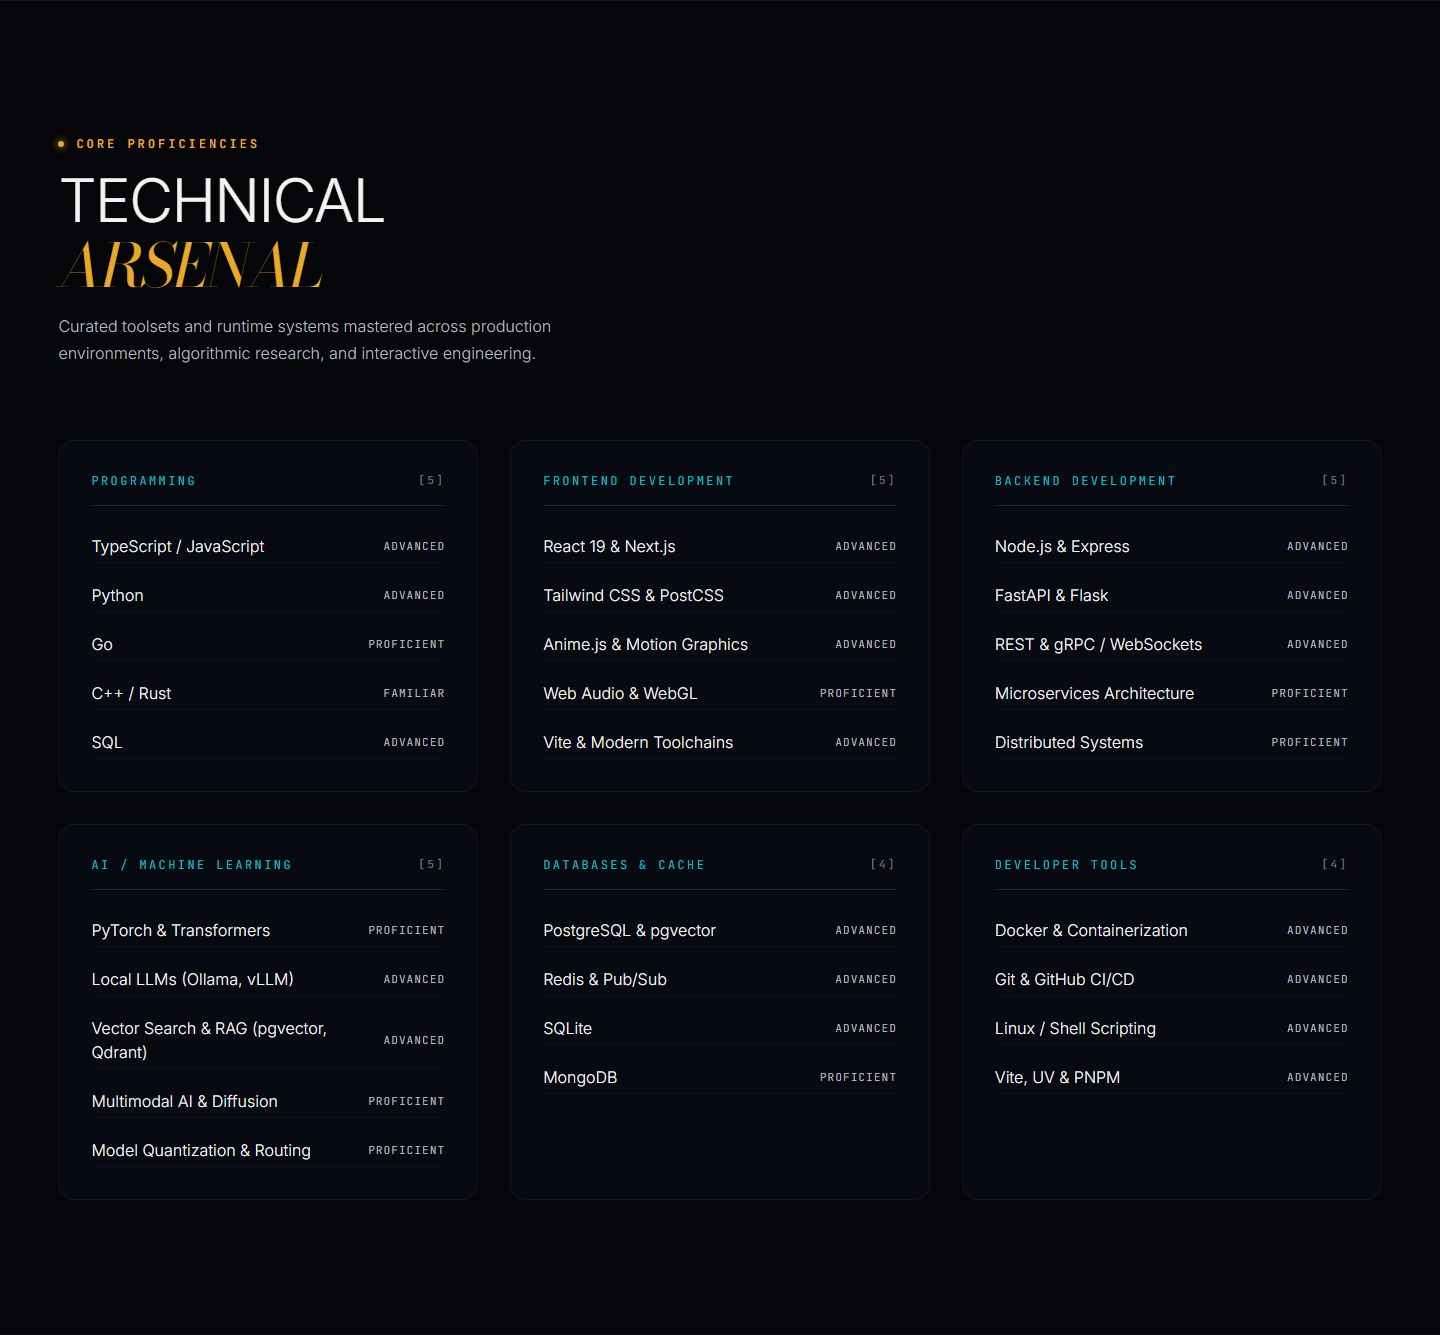 CORE PROFICIENCIES
TECHNICAL
ARSENAL
Curated toolsets and runtime systems mastered across production
environments, algorithmic research, and interactive engineering.
PROGRAMMING [5]
TypeScript / JavaScript ADVANCED
Python ADVANCED
Go PROFICIENT
C++ / Rust FAMILIAR
SQL ADVANCED
FRONTEND DEVELOPMENT [5]
React 19 & Next.js ADVANCED
Tailwind CSS & PostCSS ADVANCED
Anime.js & Motion Graphics ADVANCED
Web Audio & WebGL PROFICIENT
Vite & Modern Toolchains ADVANCED
BACKEND DEVELOPMENT [5]
Node.js & Express ADVANCED
FastAPI & Flask ADVANCED
REST & gRPC / WebSockets ADVANCED
Microservices Architecture PROFICIENT
Distributed Systems PROFICIENT
AI / MACHINE LEARNING [5]
PyTorch & Transformers PROFICIENT
Local LLMs (Ollama, vLLM) ADVANCED
Vector Search & RAG (pgvector,
Qdrant) ADVANCED
Multimodal AI & Diffusion PROFICIENT
Model Quantization & Routing PROFICIENT
DATABASES & CACHE [4]
PostgreSQL & pgvector ADVANCED
Redis & Pub/Sub ADVANCED
SQLite ADVANCED
MongoDB PROFICIENT
DEVELOPER TOOLS [4]
Docker & Containerization ADVANCED
Git & GitHub CI/CD ADVANCED
Linux / Shell Scripting ADVANCED
Vite, UV & PNPM ADVANCED